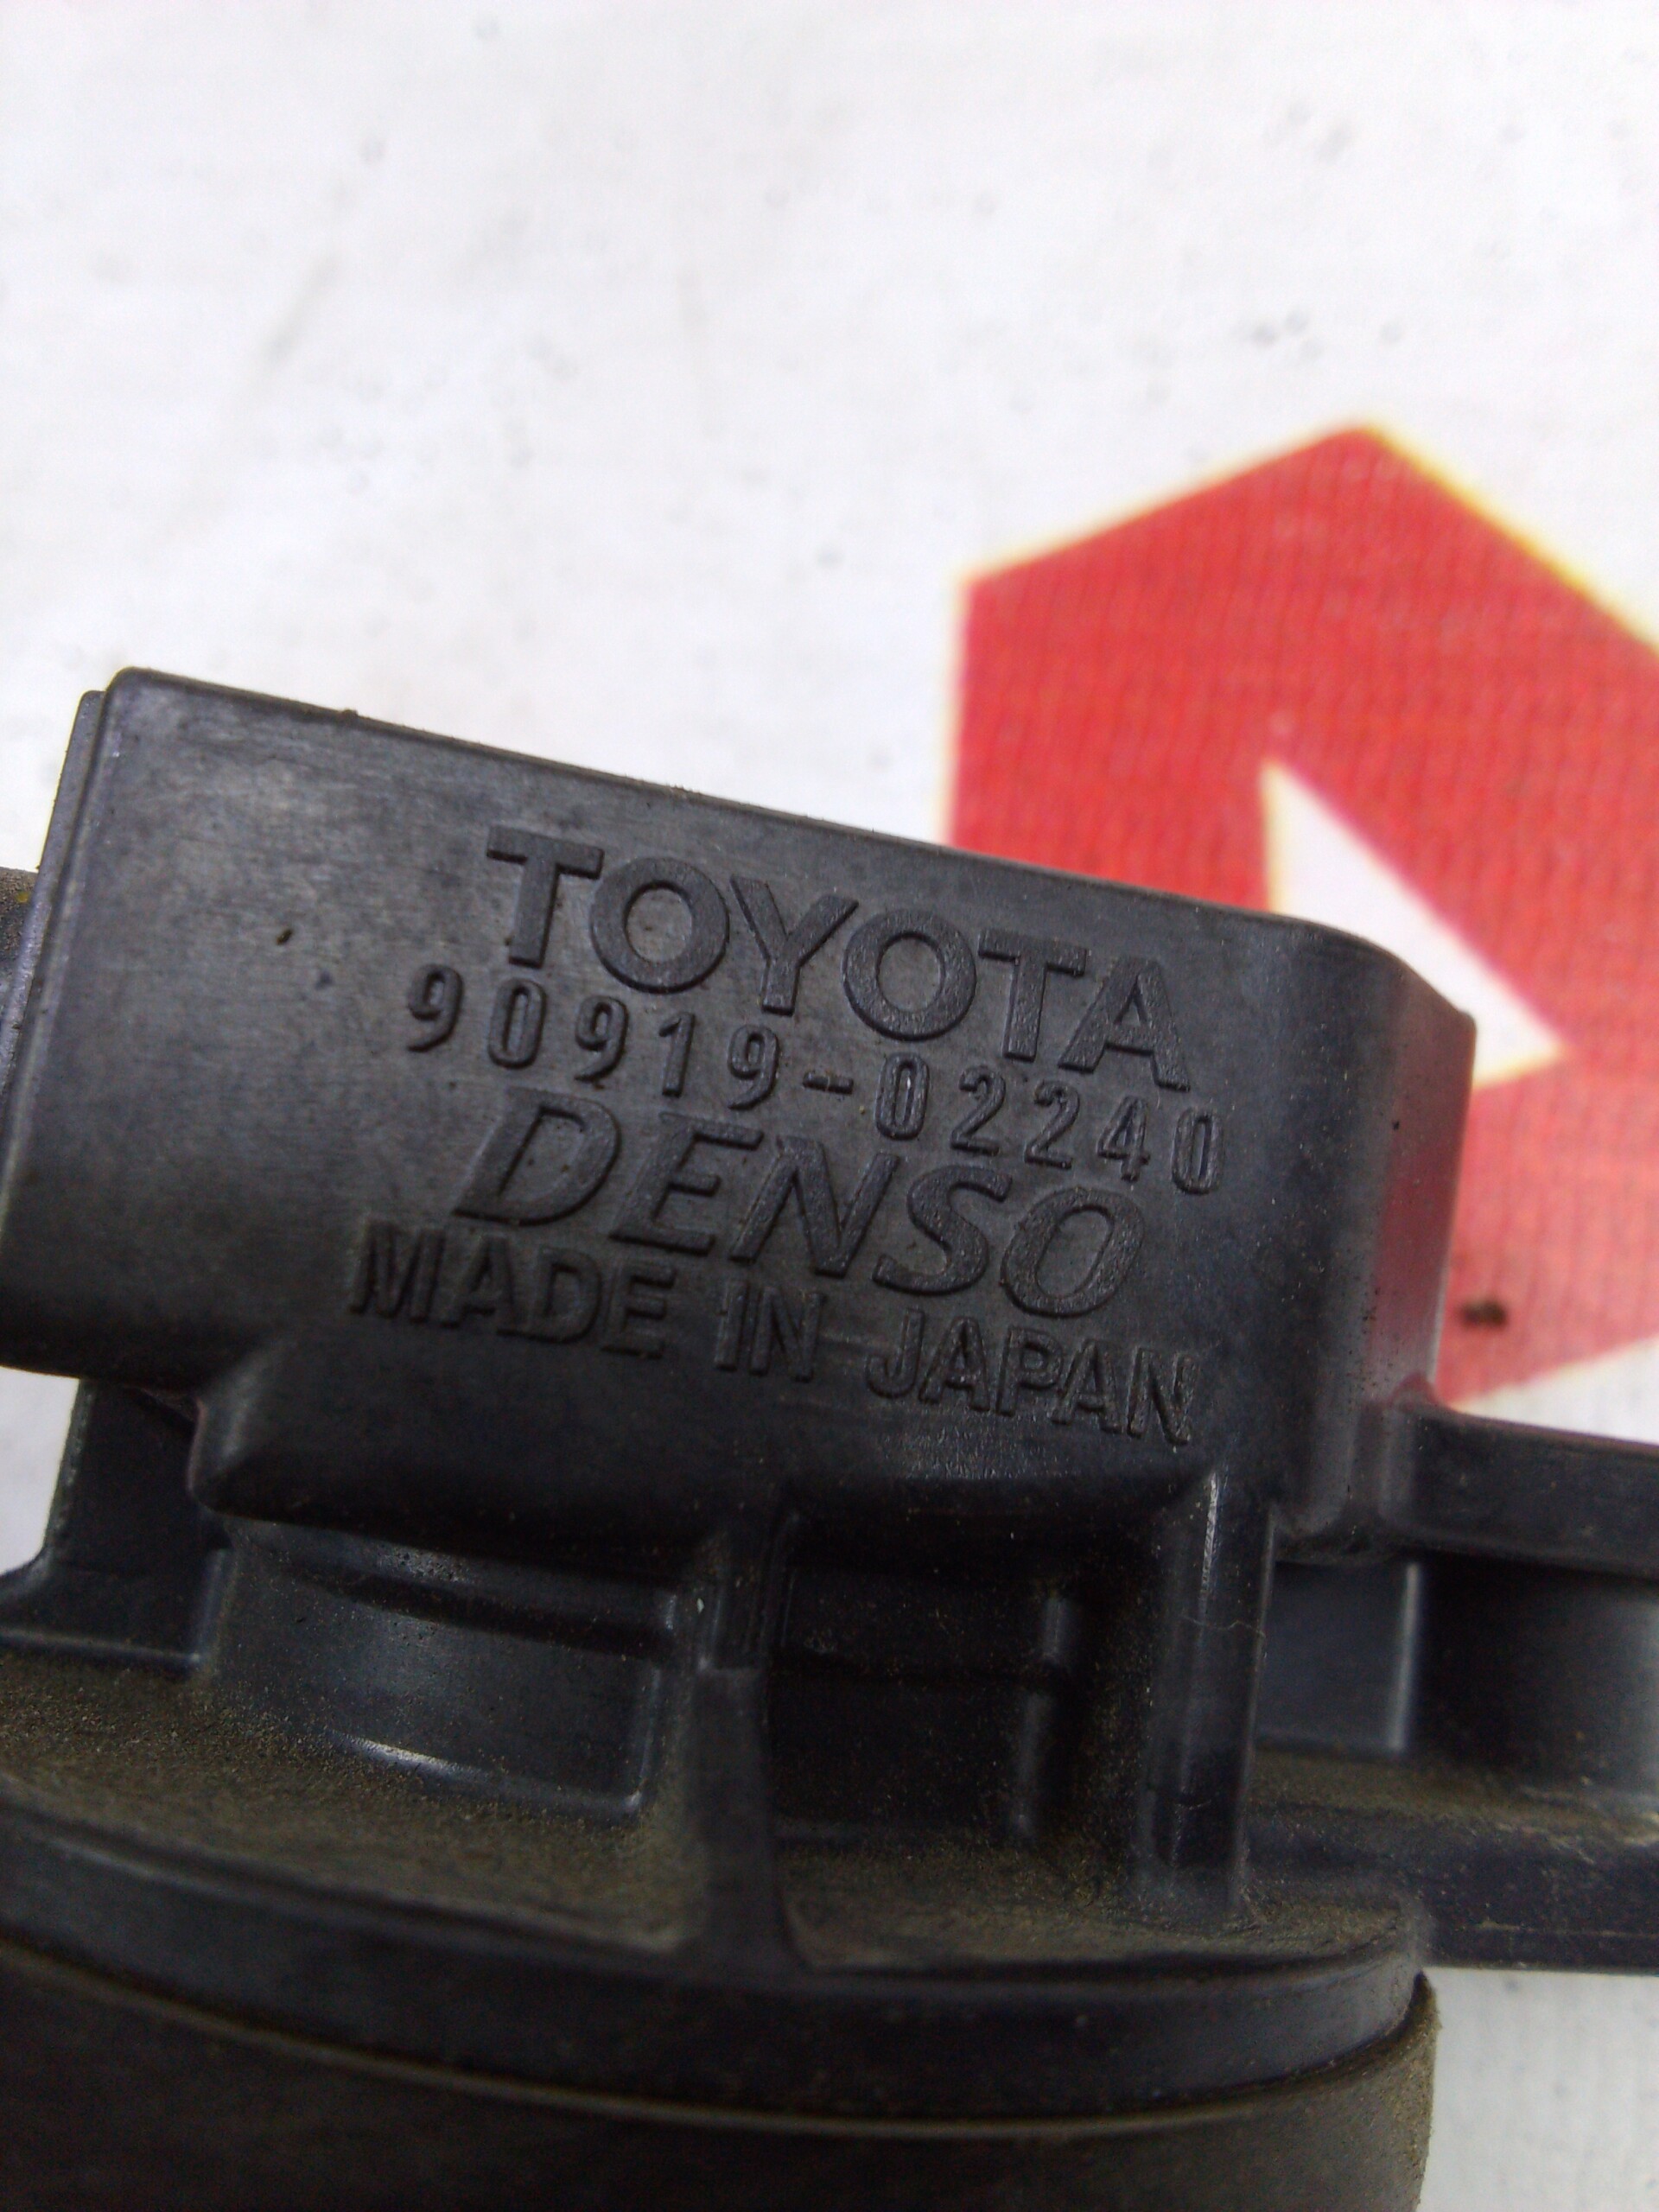 TOYOTA
90919-02240
DENSO
MADE IN JAPAN